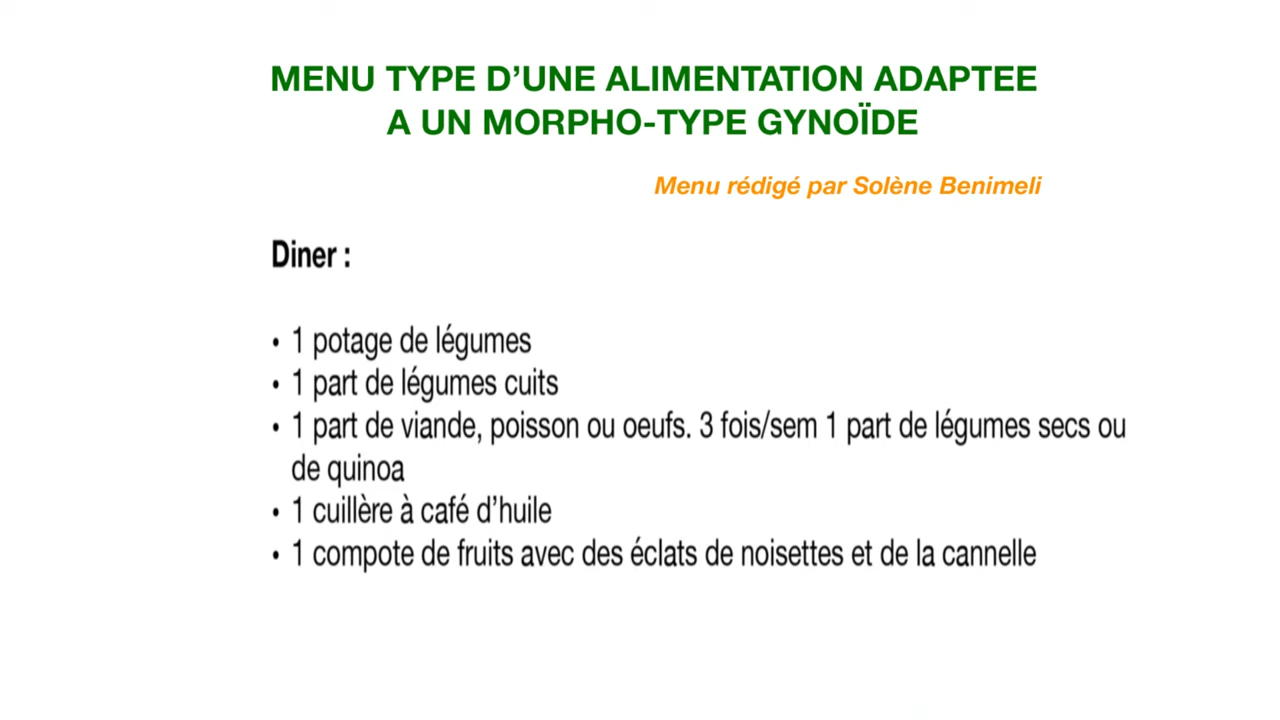 MENU TYPE D’UNE ALIMENTATION ADAPTEE
A UN MORPHO-TYPE GYNOÏDE
Menu rédigé par Solène Benimeli
Diner :
• 1 potage de légumes
• 1 part de légumes cuits
• 1 part de viande, poisson ou oeufs. 3 fois/sem 1 part de légumes secs ou
de quinoa
• 1 cuillère à café d’huile
• 1 compote de fruits avec des éclats de noisettes et de la cannelle